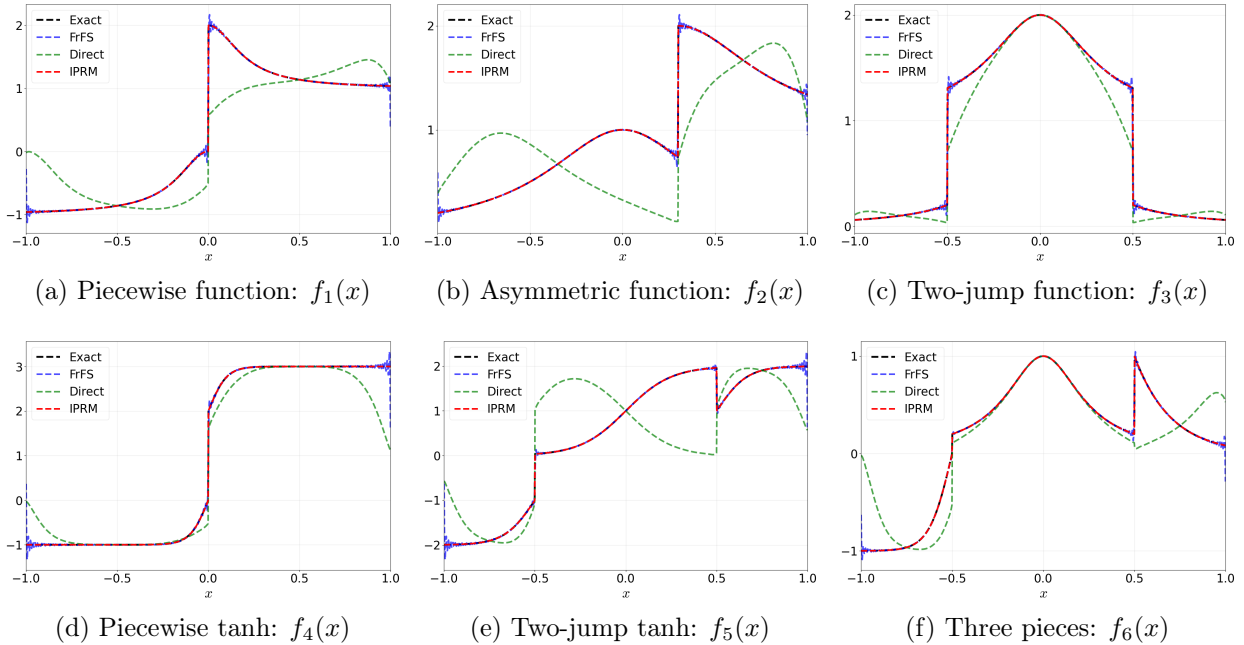 Exact
FrFS
Direct
IPRM
2
1
0
−1
−1.0 −0.5 0.0 0.5 1.0
x
(a) Piecewise function: f₁(x)
Exact
FrFS
Direct
IPRM
2
1
−1.0 −0.5 0.0 0.5 1.0
x
(b) Asymmetric function: f₂(x)
Exact
FrFS
Direct
IPRM
2
1
0
−1.0 −0.5 0.0 0.5 1.0
x
(c) Two-jump function: f₃(x)
Exact
FrFS
Direct
IPRM
3
2
1
0
−1
−1.0 −0.5 0.0 0.5 1.0
x
(d) Piecewise tanh: f₄(x)
Exact
FrFS
Direct
IPRM
2
1
0
−1
−2
−1.0 −0.5 0.0 0.5 1.0
x
(e) Two-jump tanh: f₅(x)
Exact
FrFS
Direct
IPRM
1
0
−1
−1.0 −0.5 0.0 0.5 1.0
x
(f) Three pieces: f₆(x)